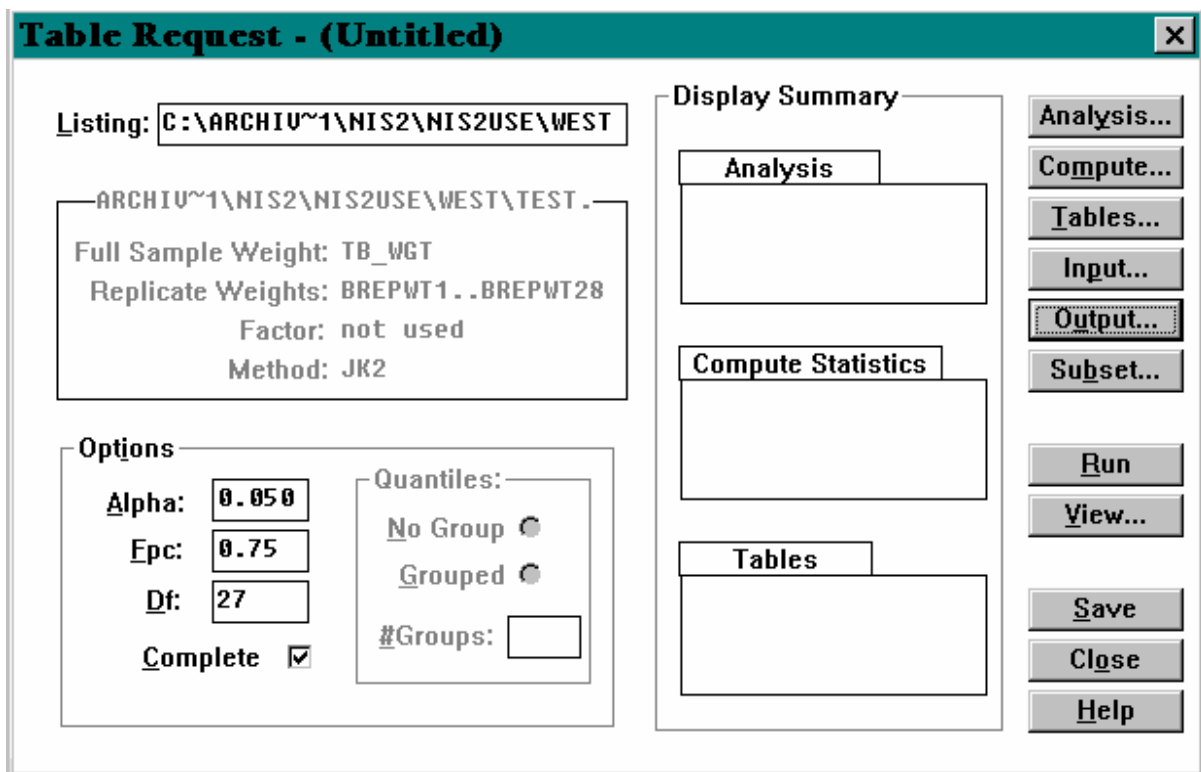 Table Request - (Untitled)
Listing: C:\ARCHIV~1\NIS2\NIS2USE\WEST
ARCHIV~1\NIS2\NIS2USE\WEST\TEST.
Full Sample Weight: TB_WGT
Replicate Weights: BREPWT1..BREPWT28
Factor: not used
Method: JK2
Options
Alpha: 0.050
Fpc: 0.75
Df: 27
Complete
Quantiles:
No Group
Grouped
#Groups:
Display Summary
Analysis
Compute Statistics
Tables
Analysis...
Compute...
Tables...
Input...
Output...
Subset...
Run
View...
Save
Close
Help